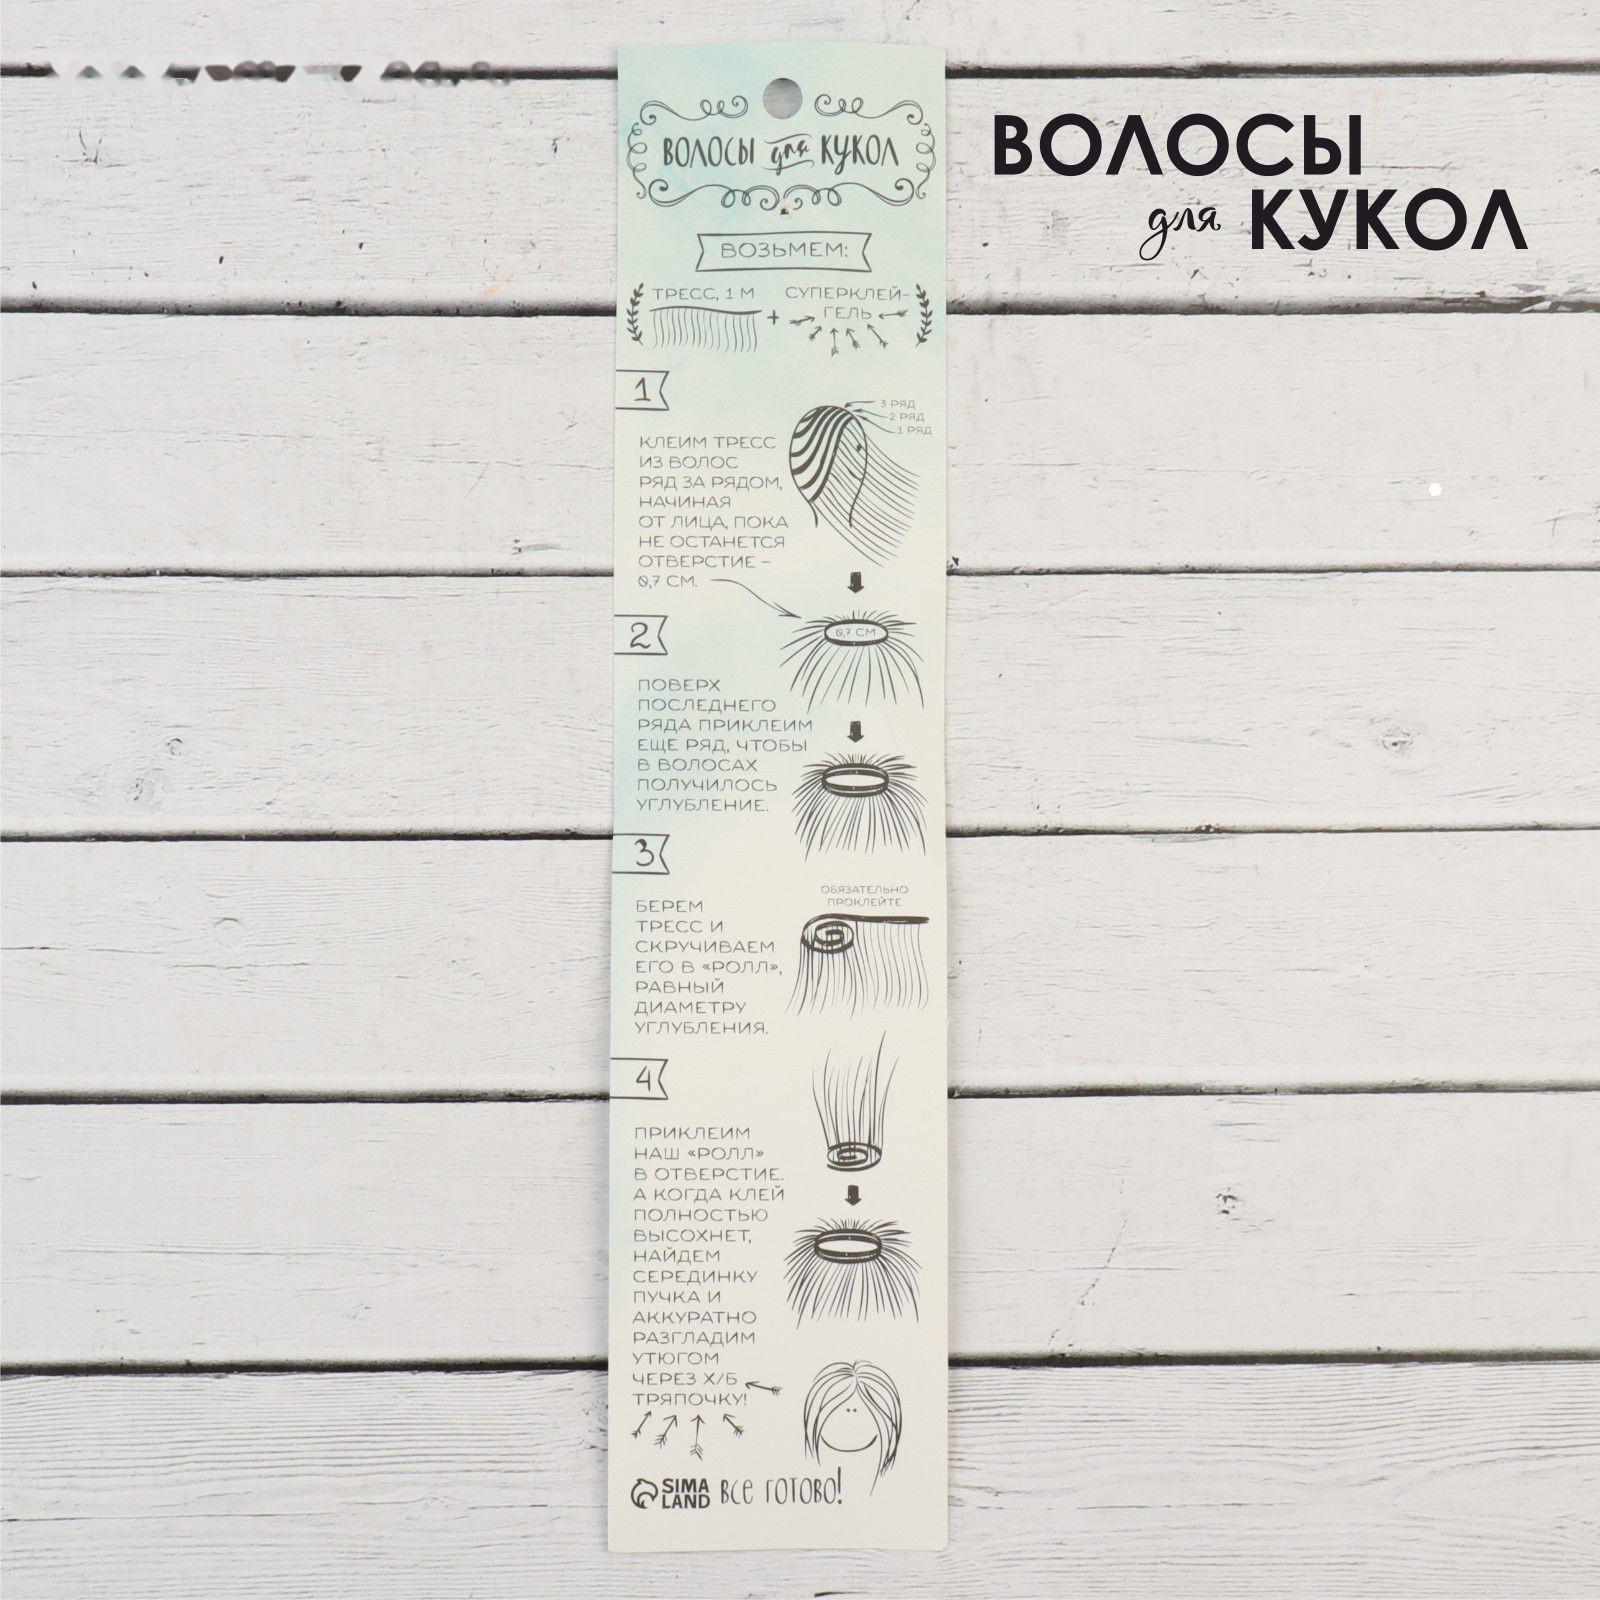 ВОЛОСЫ
для КУКОЛ
ВОЛОСЫ для КУКОЛ
ВОЗЬМЕМ:
ТРЕСС, 1 М
+
СУПЕРКЛЕЙ-
ГЕЛЬ
1
3 РЯД
2 РЯД
1 РЯД
КЛЕИМ ТРЕСС
ИЗ ВОЛОС
РЯД ЗА РЯДОМ,
НАЧИНАЯ
ОТ ЛИЦА, ПОКА
НЕ ОСТАНЕТСЯ
ОТВЕРСТИЕ –
0,7 СМ.
0,7 СМ
2
ПОВЕРХ
ПОСЛЕДНЕГО
РЯДА ПРИКЛЕИМ
ЕЩЕ РЯД, ЧТОБЫ
В ВОЛОСАХ
ПОЛУЧИЛОСЬ
УГЛУБЛЕНИЕ.
3
ОБЯЗАТЕЛЬНО
ПРОКЛЕЙТЕ
БЕРЕМ
ТРЕСС И
СКРУЧИВАЕМ
ЕГО В «РОЛЛ»,
РАВНЫЙ
ДИАМЕТРУ
УГЛУБЛЕНИЯ.
4
ПРИКЛЕИМ
НАШ «РОЛЛ»
В ОТВЕРСТИЕ.
А КОГДА КЛЕЙ
ПОЛНОСТЬЮ
ВЫСОХНЕТ,
НАЙДЕМ
СЕРЕДИНКУ
ПУЧКА И
АККУРАТНО
РАЗГЛАДИМ
УТЮГОМ
ЧЕРЕЗ Х/Б
ТРЯПОЧКУ!
SIMA
LAND
ВСЕ ГОТОВО!